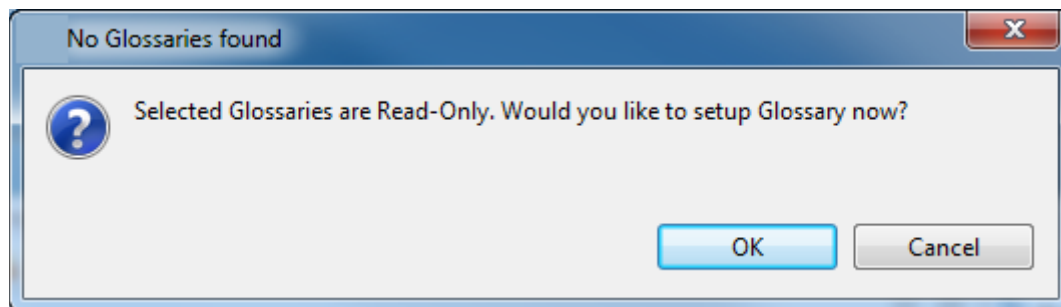 No Glossaries found
Selected Glossaries are Read-Only. Would you like to setup Glossary now?
OK
Cancel